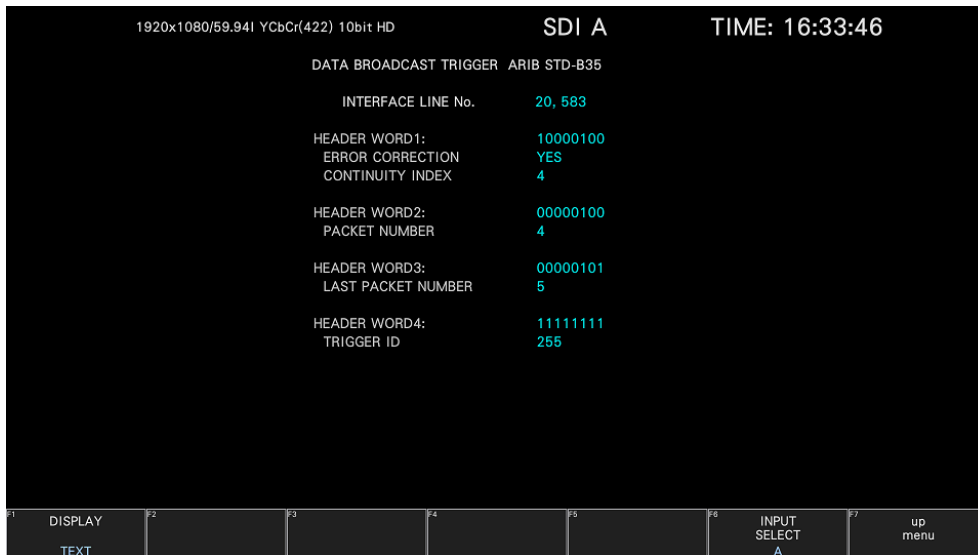 1920x1080/59.94I YCbCr(422) 10bit HD SDI A TIME: 16:33:46
DATA BROADCAST TRIGGER ARIB STD-B35
INTERFACE LINE No. 20, 583
HEADER WORD1: 10000100
ERROR CORRECTION YES
CONTINUITY INDEX 4
HEADER WORD2: 00000100
PACKET NUMBER 4
HEADER WORD3: 00000101
LAST PACKET NUMBER 5
HEADER WORD4: 11111111
TRIGGER ID 255
F1 DISPLAY TEXT
F2
F3
F4
F5
F6 INPUT SELECT A
F7 up menu